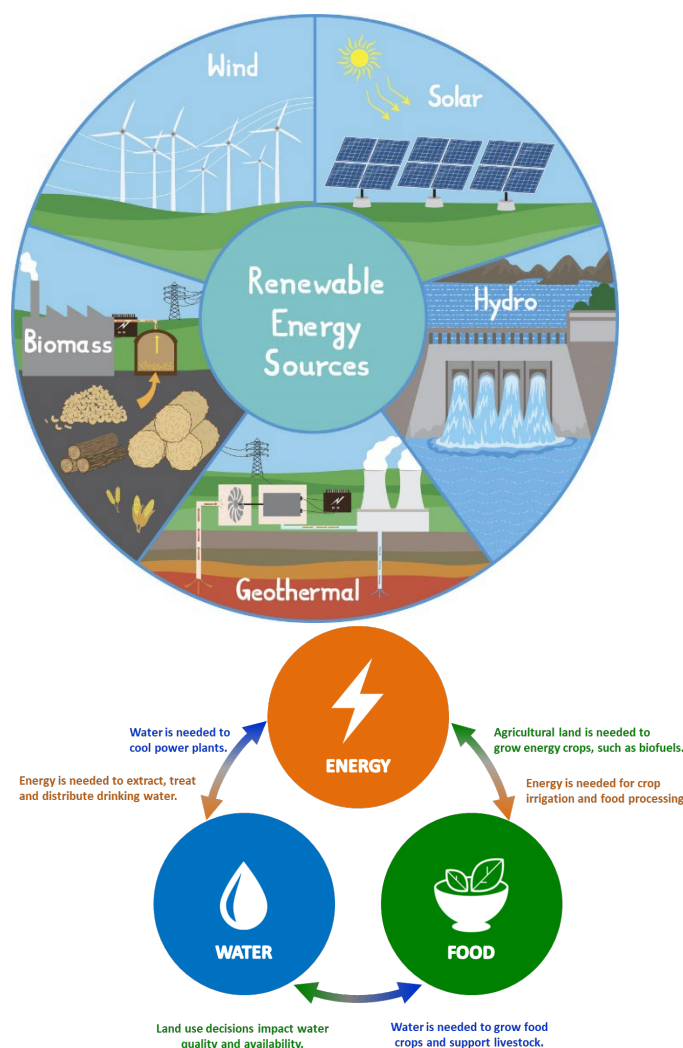 Wind
Solar
Biomass
Hydro
Renewable
Energy
Sources
Geothermal
ENERGY
Water is needed to
cool power plants.
Energy is needed to extract, treat
and distribute drinking water.
Agricultural land is needed to
grow energy crops, such as biofuels.
Energy is needed for crop
irrigation and food processing
WATER
FOOD
Land use decisions impact water
quality and availability.
Water is needed to grow food
crops and support livestock.